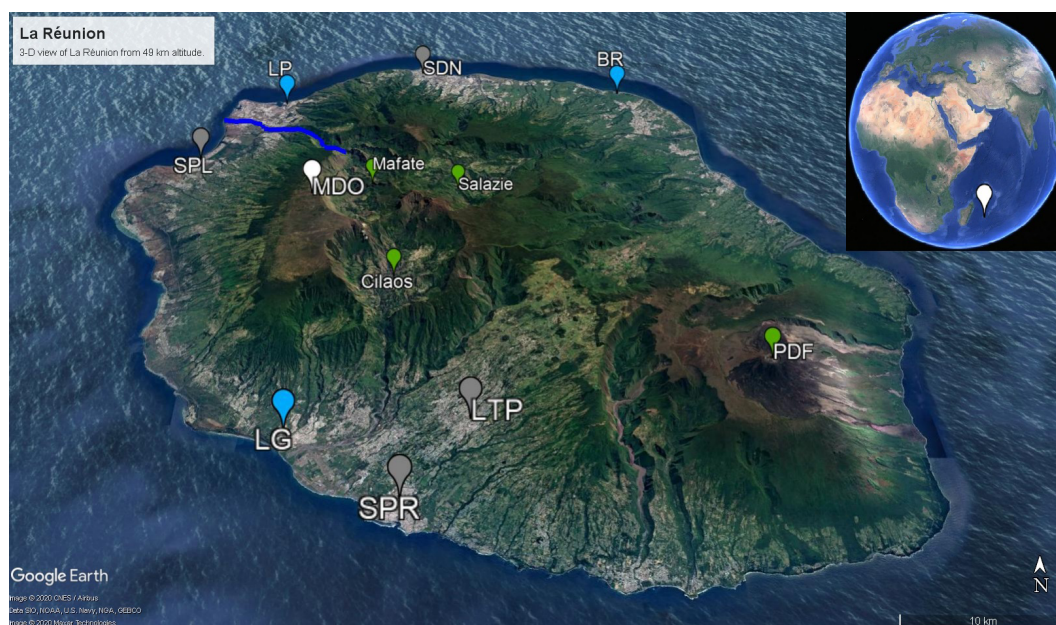 La Réunion
3-D view of La Réunion from 49 km altitude.
LP
SDN
BR
SPL
MDO
Mafate
Salazie
Cilaos
PDF
LG
LTP
SPR
Google Earth
Image © 2020 CNES / Airbus
Data SIO, NOAA, U.S. Navy, NGA, GEBCO
Image © 2020 Maxar Technologies
N
10 km